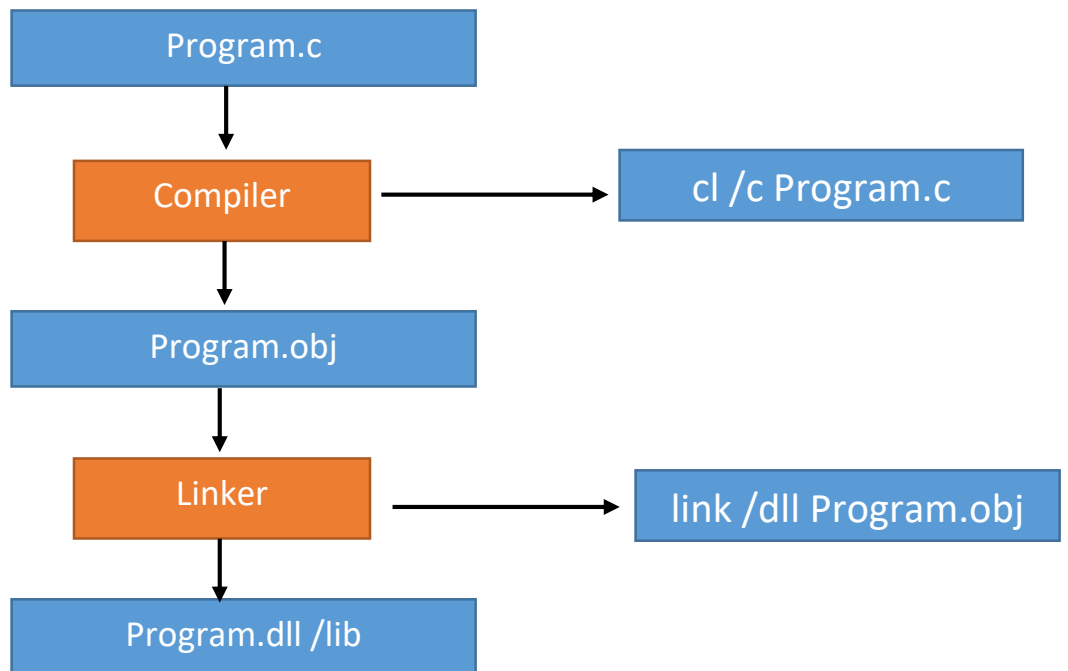 Program.c
Compiler
cl /c Program.c
Program.obj
Linker
link /dll Program.obj
Program.dll /lib